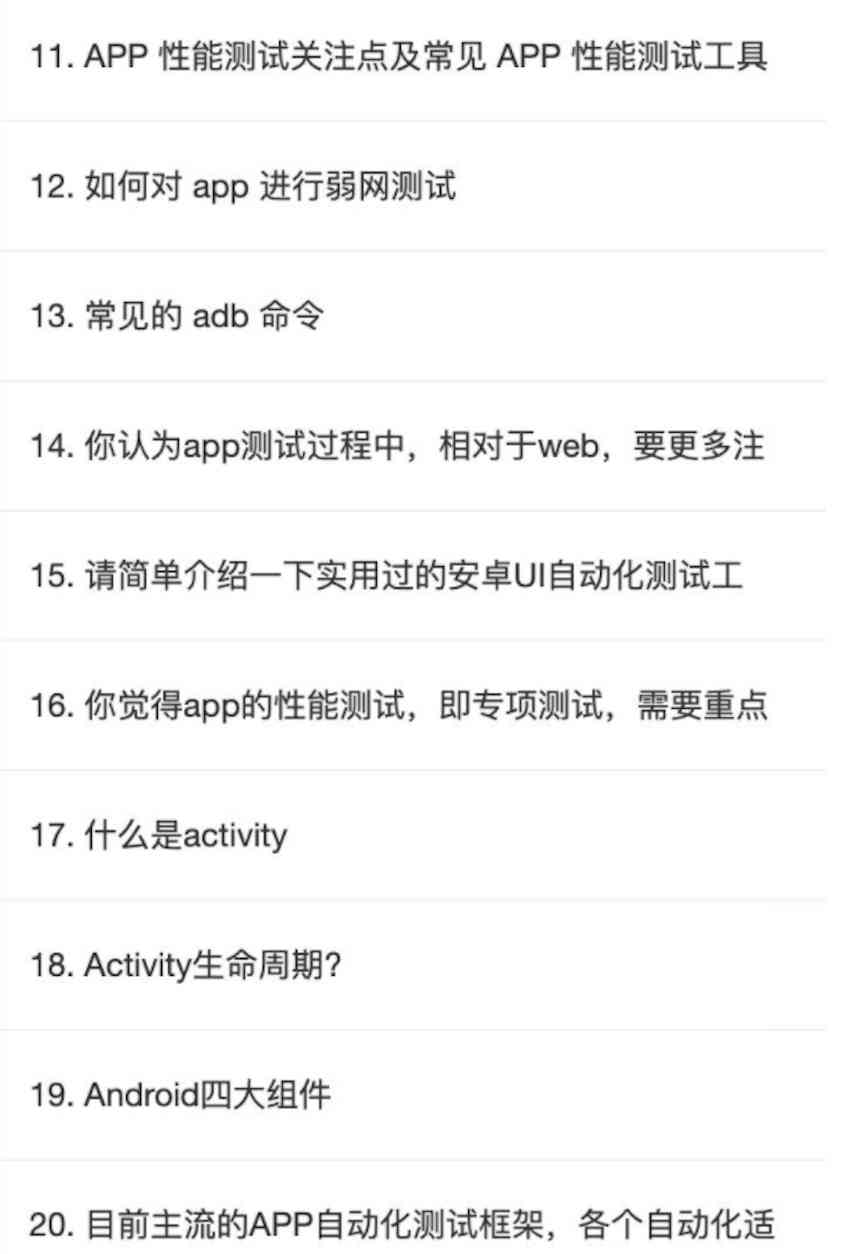 11. APP 性能测试关注点及常见 APP 性能测试工具
12. 如何对 app 进行弱网测试
13. 常见的 adb 命令
14. 你认为app测试过程中，相对于web，要更多注
15. 请简单介绍一下实用过的安卓UI自动化测试工
16. 你觉得app的性能测试，即专项测试，需要重点
17. 什么是activity
18. Activity生命周期?
19. Android四大组件
20. 目前主流的APP自动化测试框架，各个自动化适